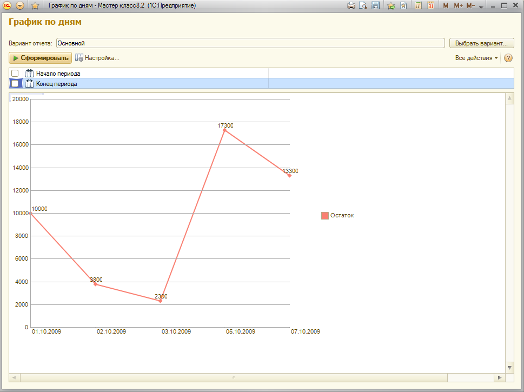 График по дням - Мастер класс8.2 (1С:Предприятие)
M M+ M-
График по дням
Вариант отчета: Основной
Выбрать вариант...
Сформировать Настройка... Все действия
Начало периода
Конец периода
20000
18000
17300
16000
14000
13300
12000
10000
10000
8000
6000
4000
3800
2300
2000
0
01.10.2009 02.10.2009 03.10.2009 05.10.2009 07.10.2009
Остаток